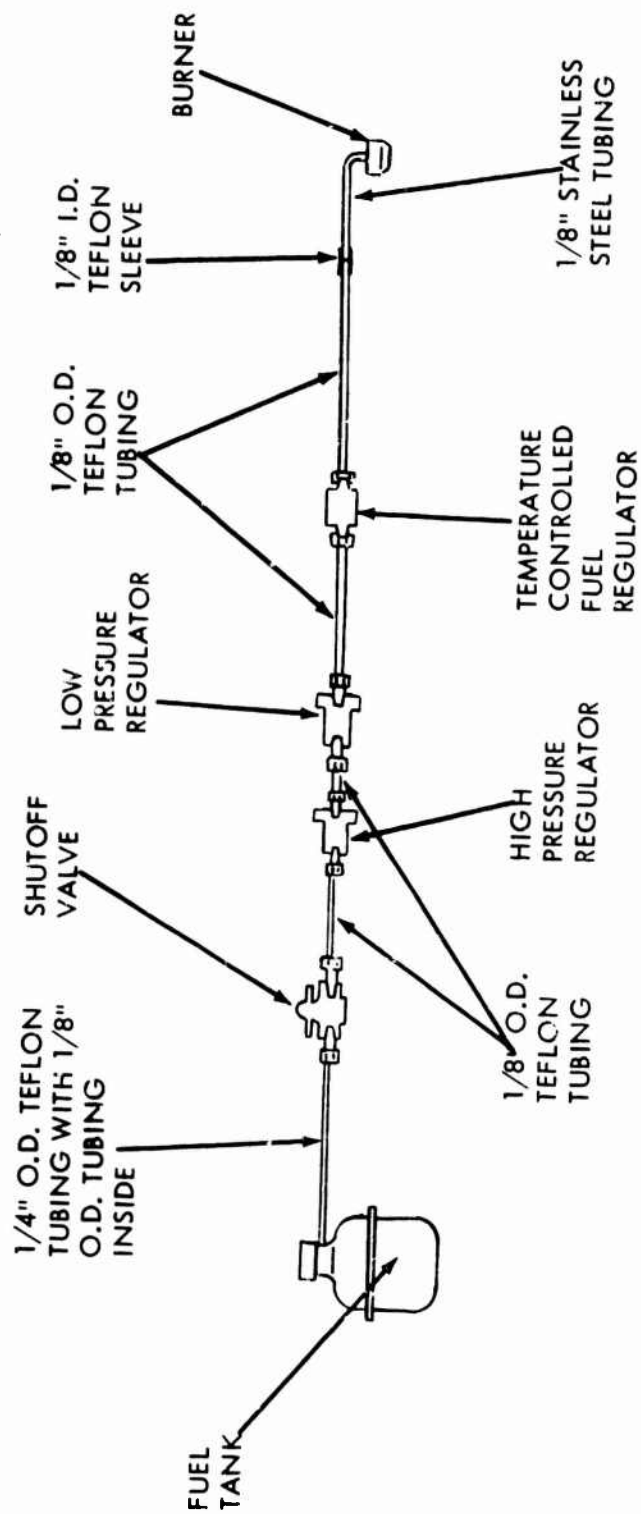 FUEL
TANK
1/4" O.D. TEFLON
TUBING WITH 1/8"
O.D. TUBING
INSIDE
SHUTOFF
VALVE
LOW
PRESSURE
REGULATOR
1/8" O.D.
TEFLON
TUBING
1/8" I.D.
TEFLON
SLEEVE
BURNER
1/8" O.D.
TEFLON
TUBING
HIGH
PRESSURE
REGULATOR
TEMPERATURE
CONTROLLED
FUEL
REGULATOR
1/8" STAINLESS
STEEL TUBING